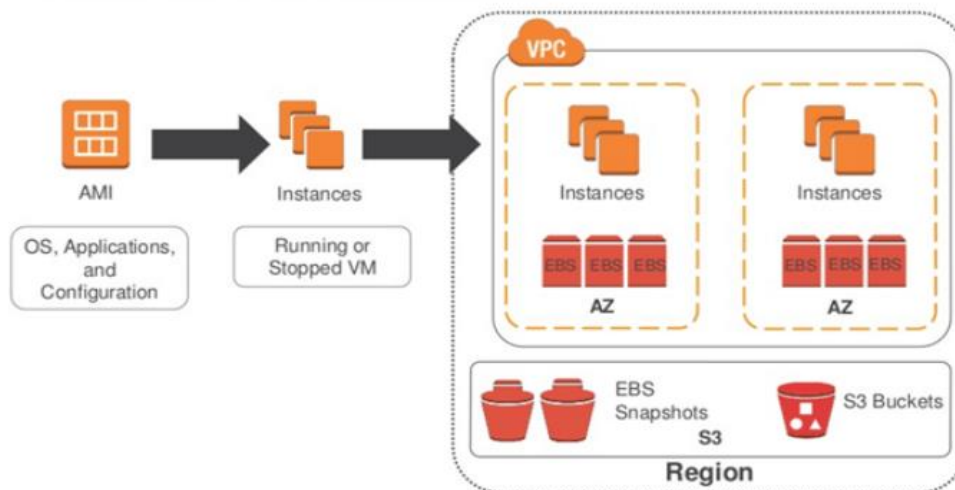 VPC
AMI
Instances
OS, Applications,
and
Configuration
Running or
Stopped VM
Instances
EBS EBS EBS
AZ
Instances
EBS EBS EBS
AZ
EBS
Snapshots
S3
S3 Buckets
Region